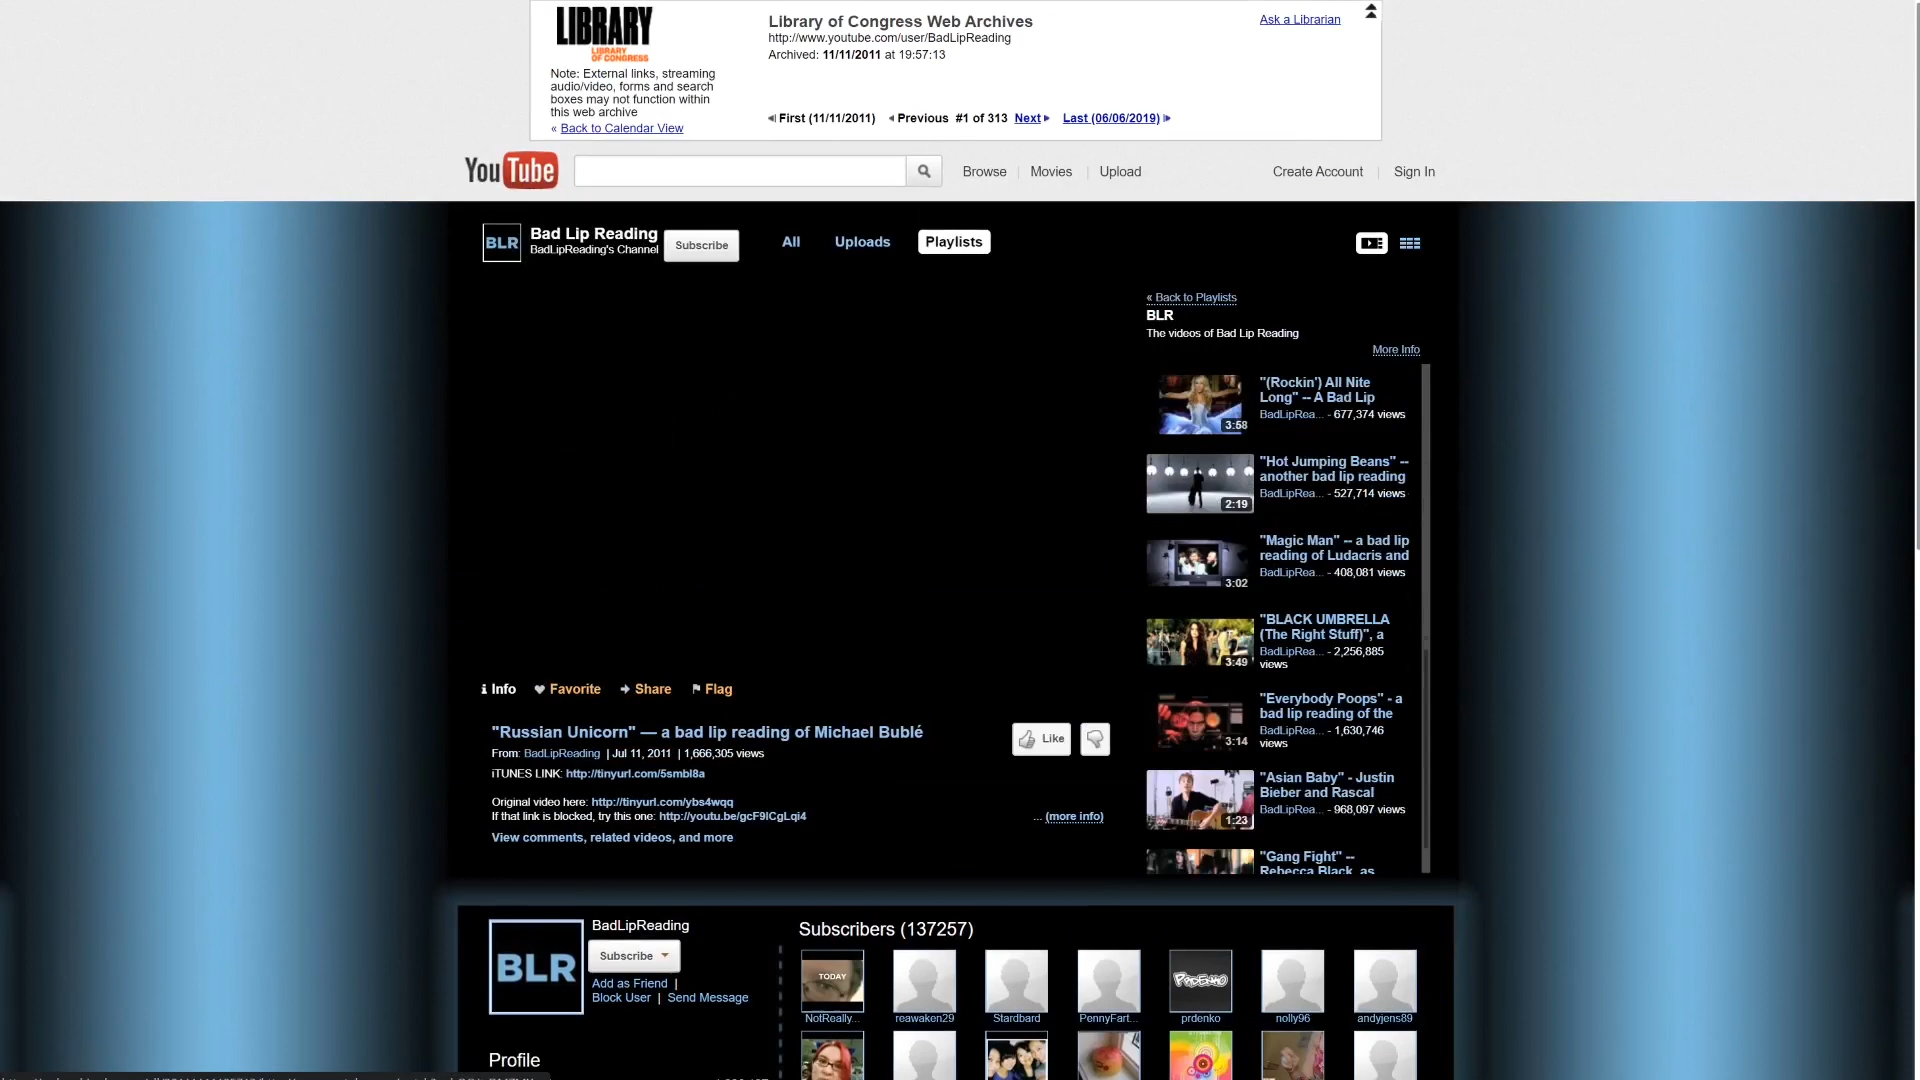 LIBRARY
LIBRARY
OF CONGRESS
Note: External links, streaming
audio/video, forms and search
boxes may not function within
this web archive
« Back to Calendar View
Library of Congress Web Archives
http://www.youtube.com/user/BadLipReading
Archived: 11/11/2011 at 19:57:13
First (11/11/2011) Previous #1 of 313 Next Last (06/06/2019)
Ask a Librarian
YouTube
Browse | Movies | Upload
Create Account | Sign In
BLR
Bad Lip Reading
BadLipReading's Channel
Subscribe
All Uploads Playlists
« Back to Playlists
BLR
The videos of Bad Lip Reading
More Info
3:58
"(Rockin') All Nite
Long" -- A Bad Lip
BadLipRea... - 677,374 views
2:19
"Hot Jumping Beans" --
another bad lip reading
BadLipRea... - 527,714 views
3:02
"Magic Man" -- a bad lip
reading of Ludacris and
BadLipRea... - 408,081 views
3:49
"BLACK UMBRELLA
(The Right Stuff)", a
BadLipRea... - 2,256,885
views
3:14
"Everybody Poops" - a
bad lip reading of the
BadLipRea... - 1,630,746
views
1:23
"Asian Baby" - Justin
Bieber and Rascal
BadLipRea... - 968,097 views
"Gang Fight" --
Rebecca Black, as
Info Favorite Share Flag
"Russian Unicorn" — a bad lip reading of Michael Bublé
From: BadLipReading | Jul 11, 2011 | 1,666,305 views
Like
iTUNES LINK: http://tinyurl.com/5smbl8a
Original video here: http://tinyurl.com/ybs4wqq
If that link is blocked, try this one: http://youtu.be/gcF9ICgLqi4
... (more info)
View comments, related videos, and more
BLR
BadLipReading
Subscribe
Add as Friend |
Block User | Send Message
Profile
Subscribers (137257)
TODAY
PRDENKO
NotReally... reawaken29 Stardbard PennyFart... prdenko nolly96 andyjens89